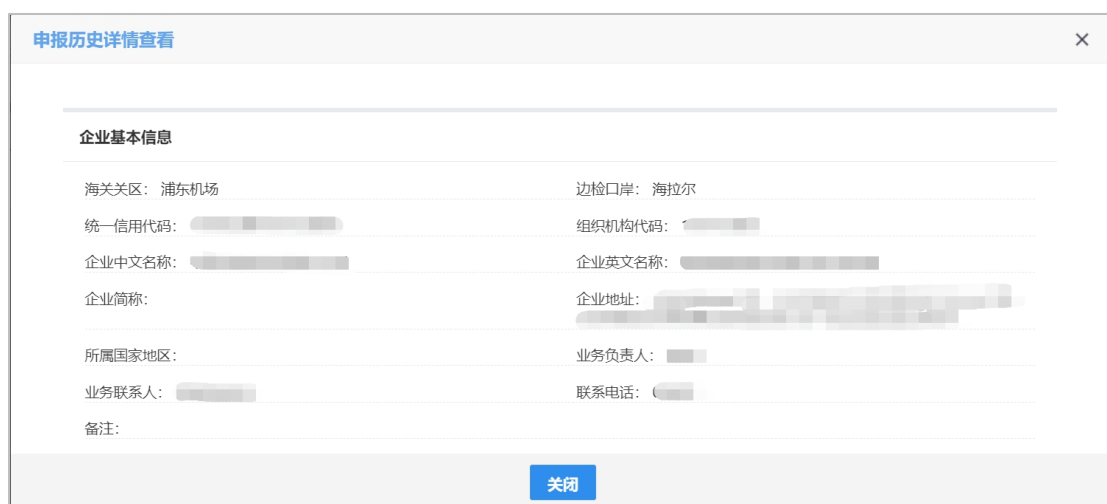 申报历史详情查看
企业基本信息
海关关区： 浦东机场
边检口岸： 海拉尔
统一信用代码：
组织机构代码：
企业中文名称：
企业英文名称：
企业简称：
企业地址：
所属国家地区：
业务负责人：
业务联系人：
联系电话：
备注：
关闭